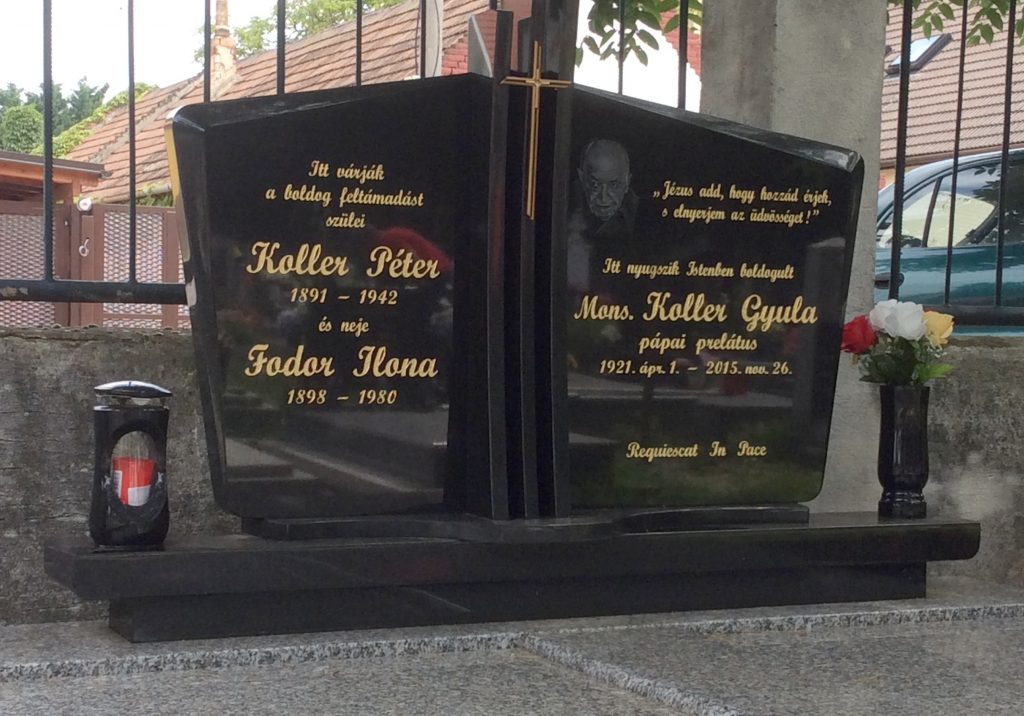 Itt várják
a boldog feltámadást
szülei
Koller Péter
1891 – 1942
és neje
Fodor Ilona
1898 – 1980
„Jézus add, hogy hozzád érjek,
s elnyerjem az üdvösséget!”
Itt nyugszik Istenben boldogult
Mons. Koller Gyula
pápai prelátus
1921. ápr. 1. – 2015. nov. 26.
Requiescat In Pace